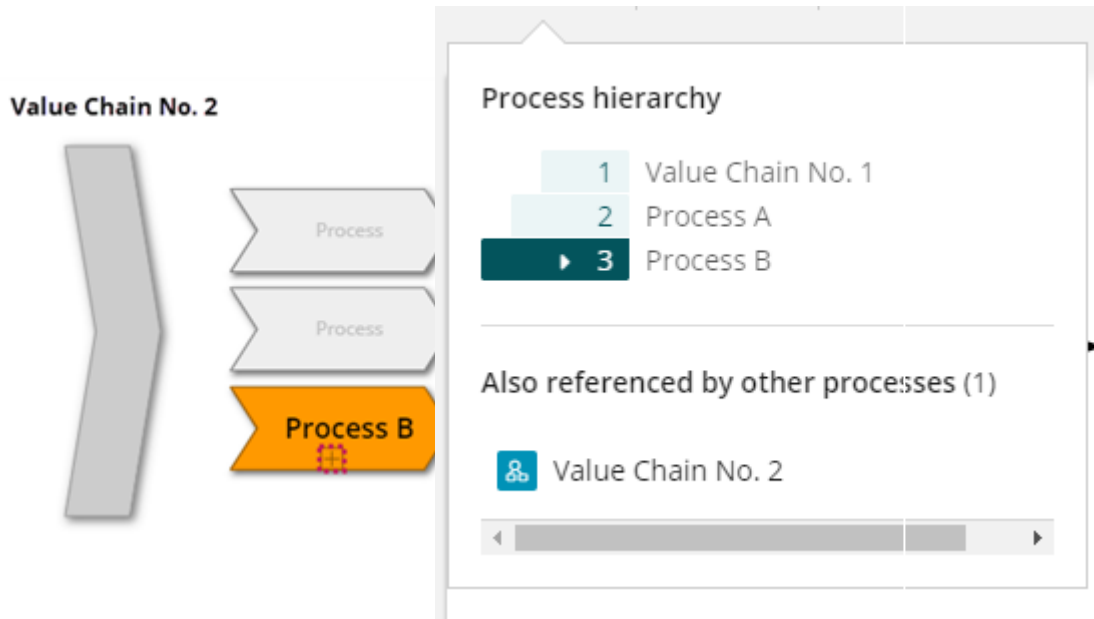 Value Chain No. 2
Process
Process
Process B
Process hierarchy
1 Value Chain No. 1
2 Process A
3 Process B
Also referenced by other processes (1)
Value Chain No. 2